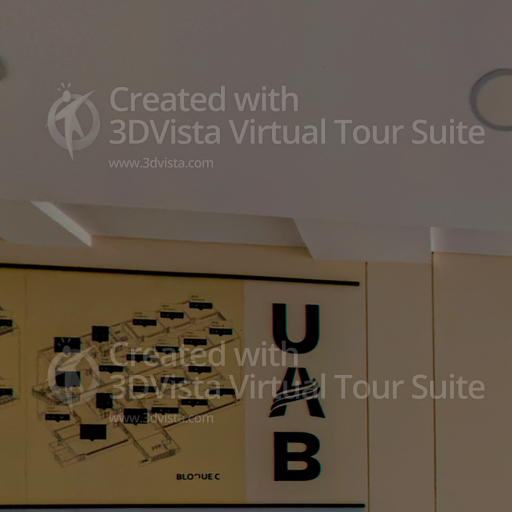 Created with
3DVista Virtual Tour Suite
www.3dvista.com
U
A
B
Created with
3DVista Virtual Tour Suite
www.3dvista.com
BLOQUE C